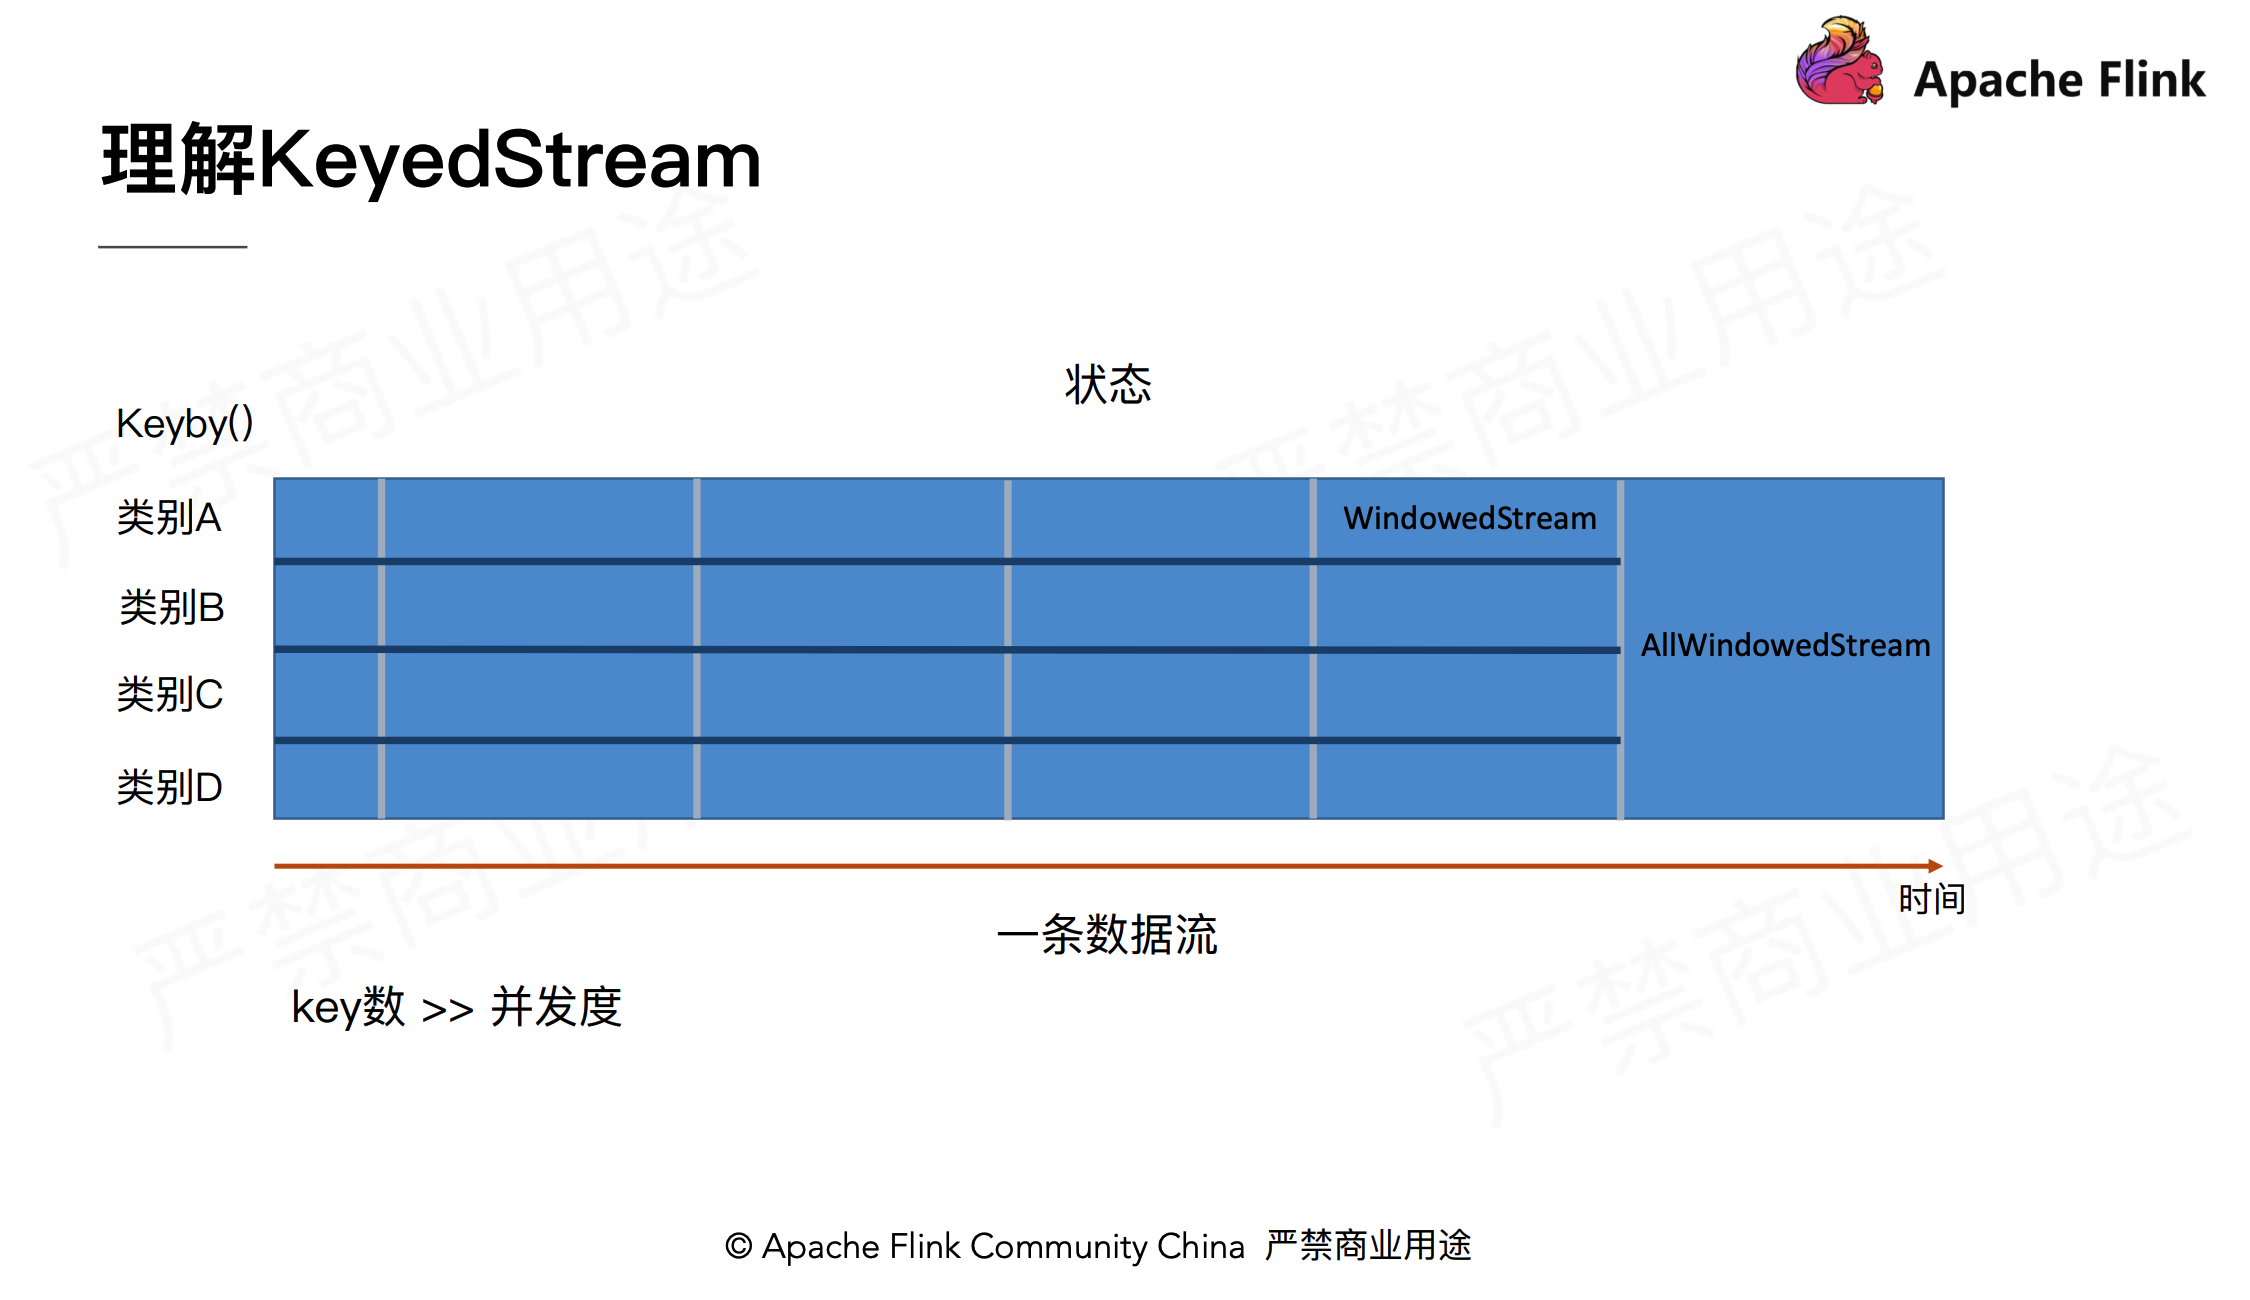 Apache Flink
理解KeyedStream
状态
Keyby()
类别A
WindowedStream
类别B
AllWindowedStream
类别C
类别D
时间
一条数据流
key数 >> 并发度
© Apache Flink Community China 严禁商业用途
严禁商业用途
严禁商业用途
严禁商业用途
严禁商业用途